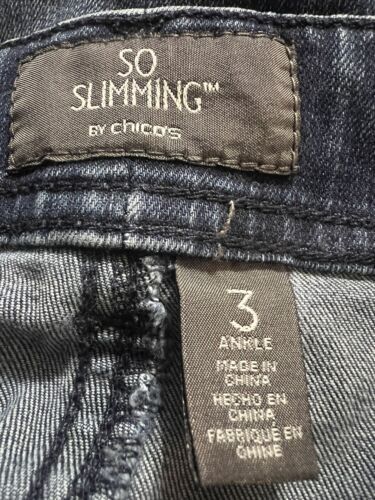 SO
SLIMMING™
BY chico's
3
ANKLE
MADE IN
CHINA
HECHO EN
CHINA
FABRIQUÉ EN
CHINE